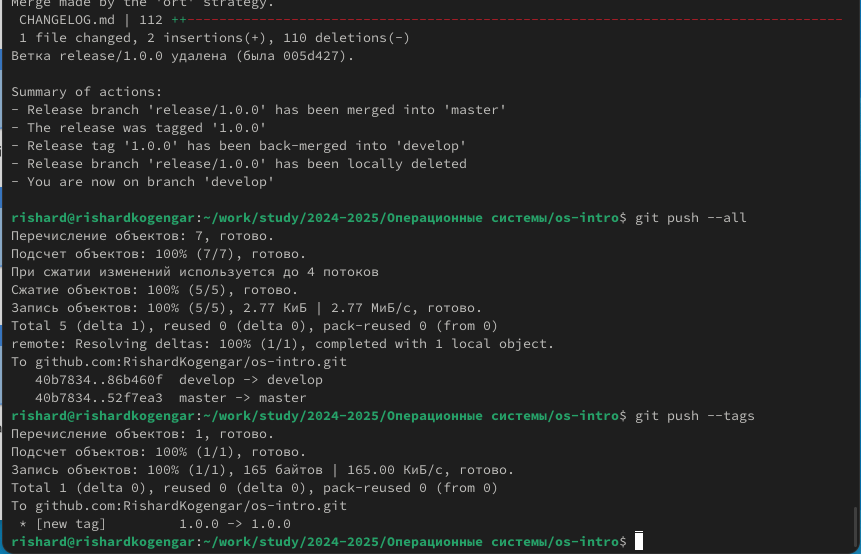 Merge made by the 'ort' strategy.
 CHANGELOG.md | 112 ++----------------------------------------------------------------------------------
 1 file changed, 2 insertions(+), 110 deletions(-)
Ветка release/1.0.0 удалена (была 005d427).
Summary of actions:
- Release branch 'release/1.0.0' has been merged into 'master'
- The release was tagged '1.0.0'
- Release tag '1.0.0' has been back-merged into 'develop'
- Release branch 'release/1.0.0' has been locally deleted
- You are now on branch 'develop'
rishard@rishardkogengar:~/work/study/2024-2025/Операционные системы/os-intro$ git push --all
Перечисление объектов: 7, готово.
Подсчет объектов: 100% (7/7), готово.
При сжатии изменений используется до 4 потоков
Сжатие объектов: 100% (5/5), готово.
Запись объектов: 100% (5/5), 2.77 КиБ | 2.77 МиБ/с, готово.
Total 5 (delta 1), reused 0 (delta 0), pack-reused 0 (from 0)
remote: Resolving deltas: 100% (1/1), completed with 1 local object.
To github.com:RishardKogengar/os-intro.git
   40b7834..86b460f  develop -> develop
   40b7834..52f7ea3  master -> master
rishard@rishardkogengar:~/work/study/2024-2025/Операционные системы/os-intro$ git push --tags
Перечисление объектов: 1, готово.
Подсчет объектов: 100% (1/1), готово.
Запись объектов: 100% (1/1), 165 байтов | 165.00 КиБ/с, готово.
Total 1 (delta 0), reused 0 (delta 0), pack-reused 0 (from 0)
To github.com:RishardKogengar/os-intro.git
 * [new tag]         1.0.0 -> 1.0.0
rishard@rishardkogengar:~/work/study/2024-2025/Операционные системы/os-intro$